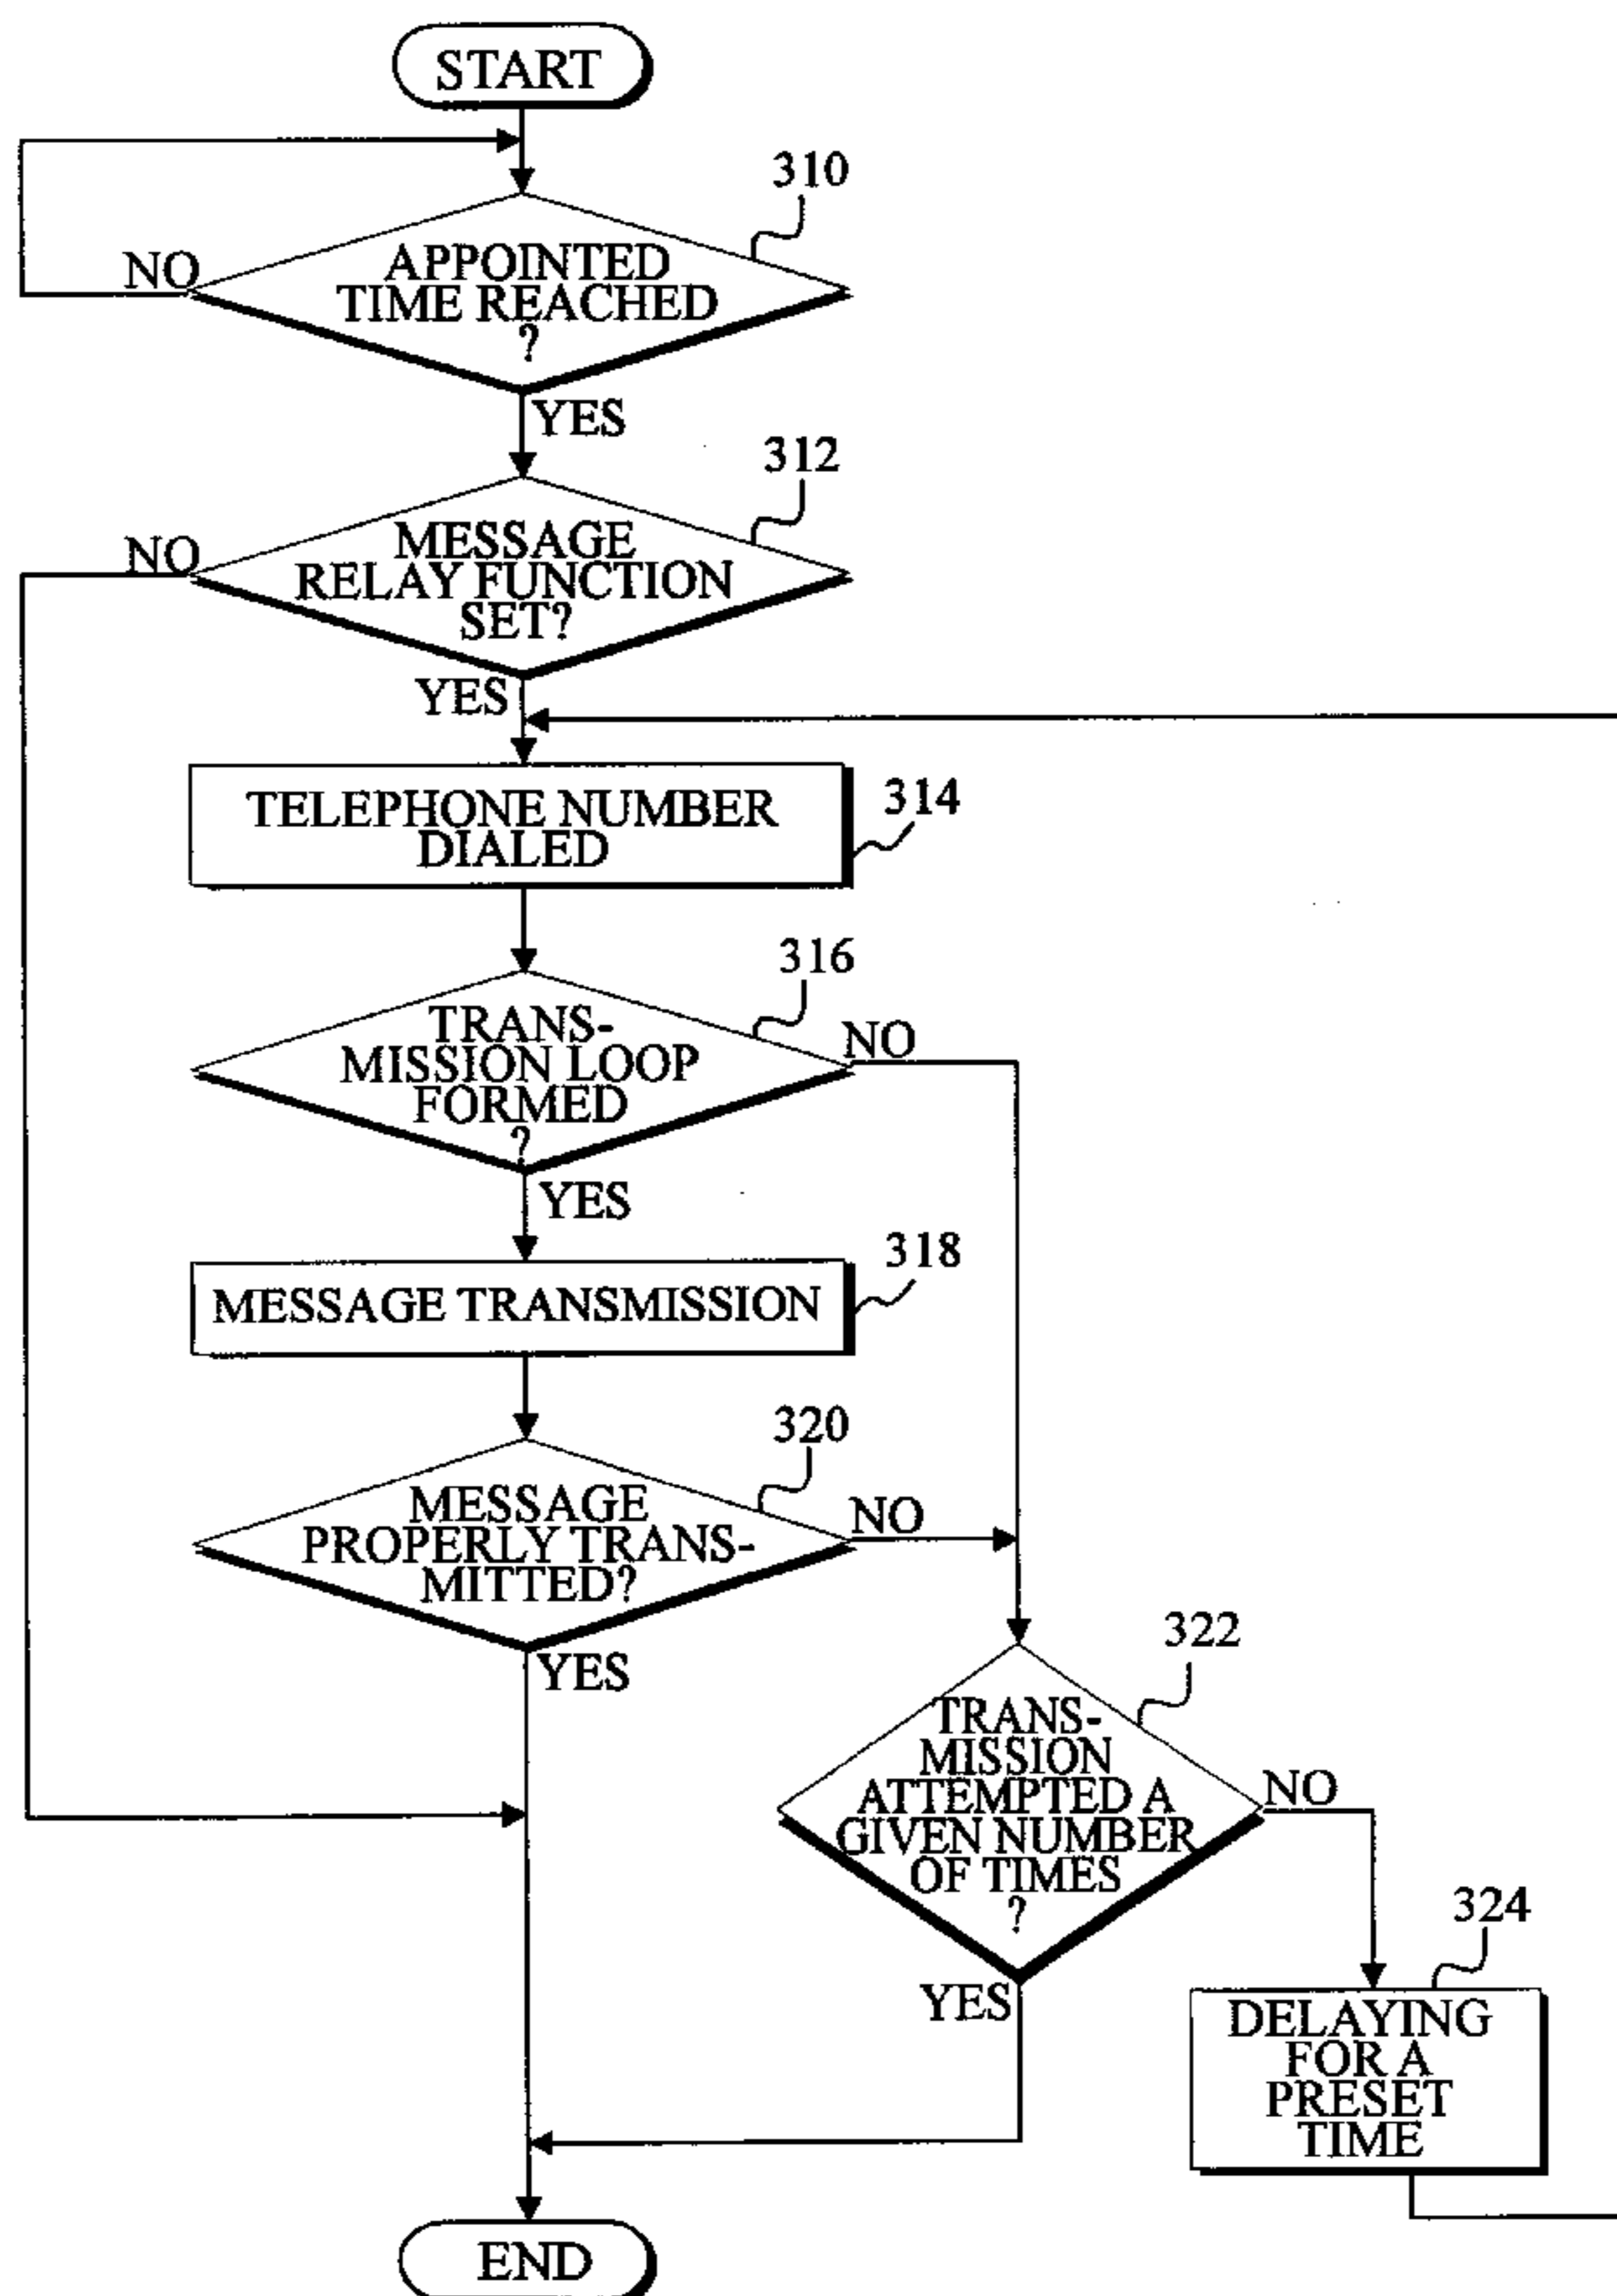 START
310
APPOINTED
TIME REACHED
?
NO
YES
312
MESSAGE
RELAY FUNCTION
SET?
NO
YES
TELEPHONE NUMBER
DIALED
314
316
TRANS-
MISSION LOOP
FORMED
?
NO
YES
318
MESSAGE TRANSMISSION
320
MESSAGE
PROPERLY TRANS-
MITTED?
NO
YES
322
TRANS-
MISSION
ATTEMPTED A
GIVEN NUMBER
OF TIMES
?
NO
YES
324
DELAYING
FOR A
PRESET
TIME
END